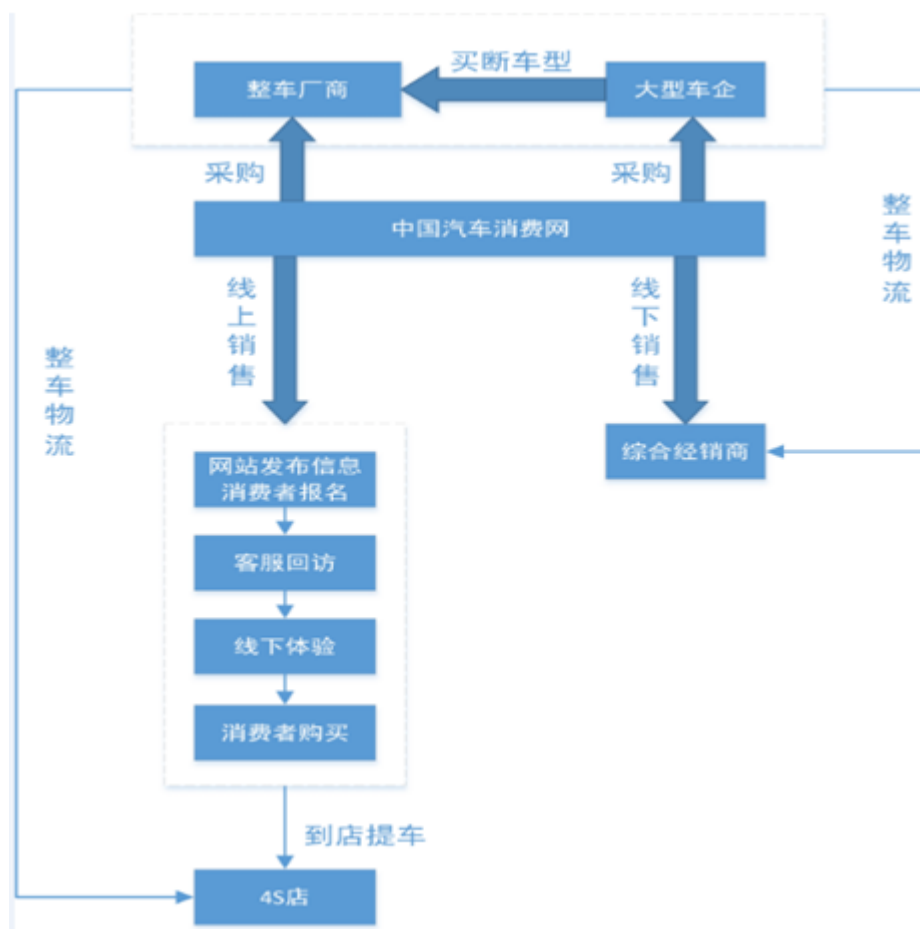 买断车型
整车厂商
大型车企
采购
采购
中国汽车消费网
整车物流
线上销售
线下销售
整车物流
网站发布信息
消费者报名
综合经销商
客服回访
线下体验
消费者购买
到店提车
4S店